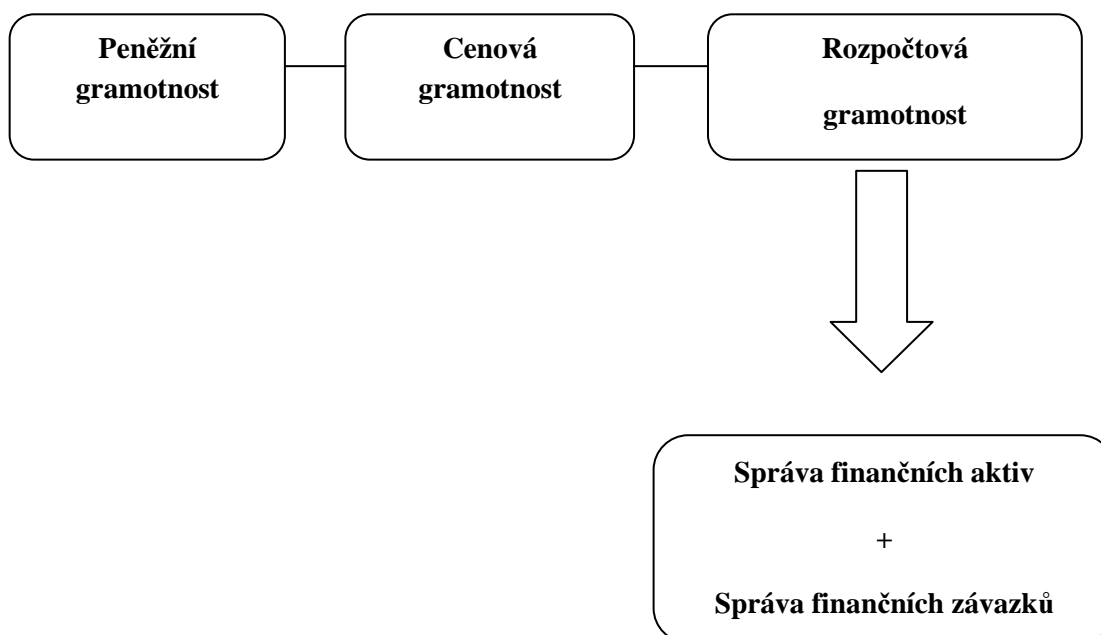 Peněžní
gramotnost
Cenová
gramotnost
Rozpočtová
gramotnost
Správa finančních aktiv
+
Správa finančních závazků